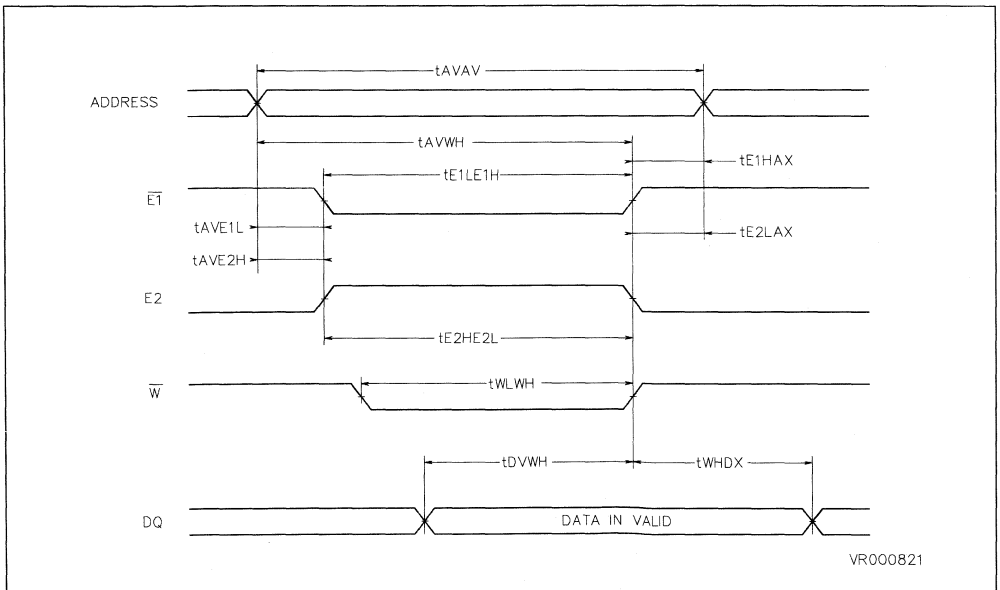 tAVAV
ADDRESS
tAVWH
tE1HAX
tE1LE1H
E1
tAVE1L
tE2LAX
tAVE2H
E2
tE2HE2L
tWLWH
W
tDVWH
tWHDX
DQ
DATA IN VALID
VR000821